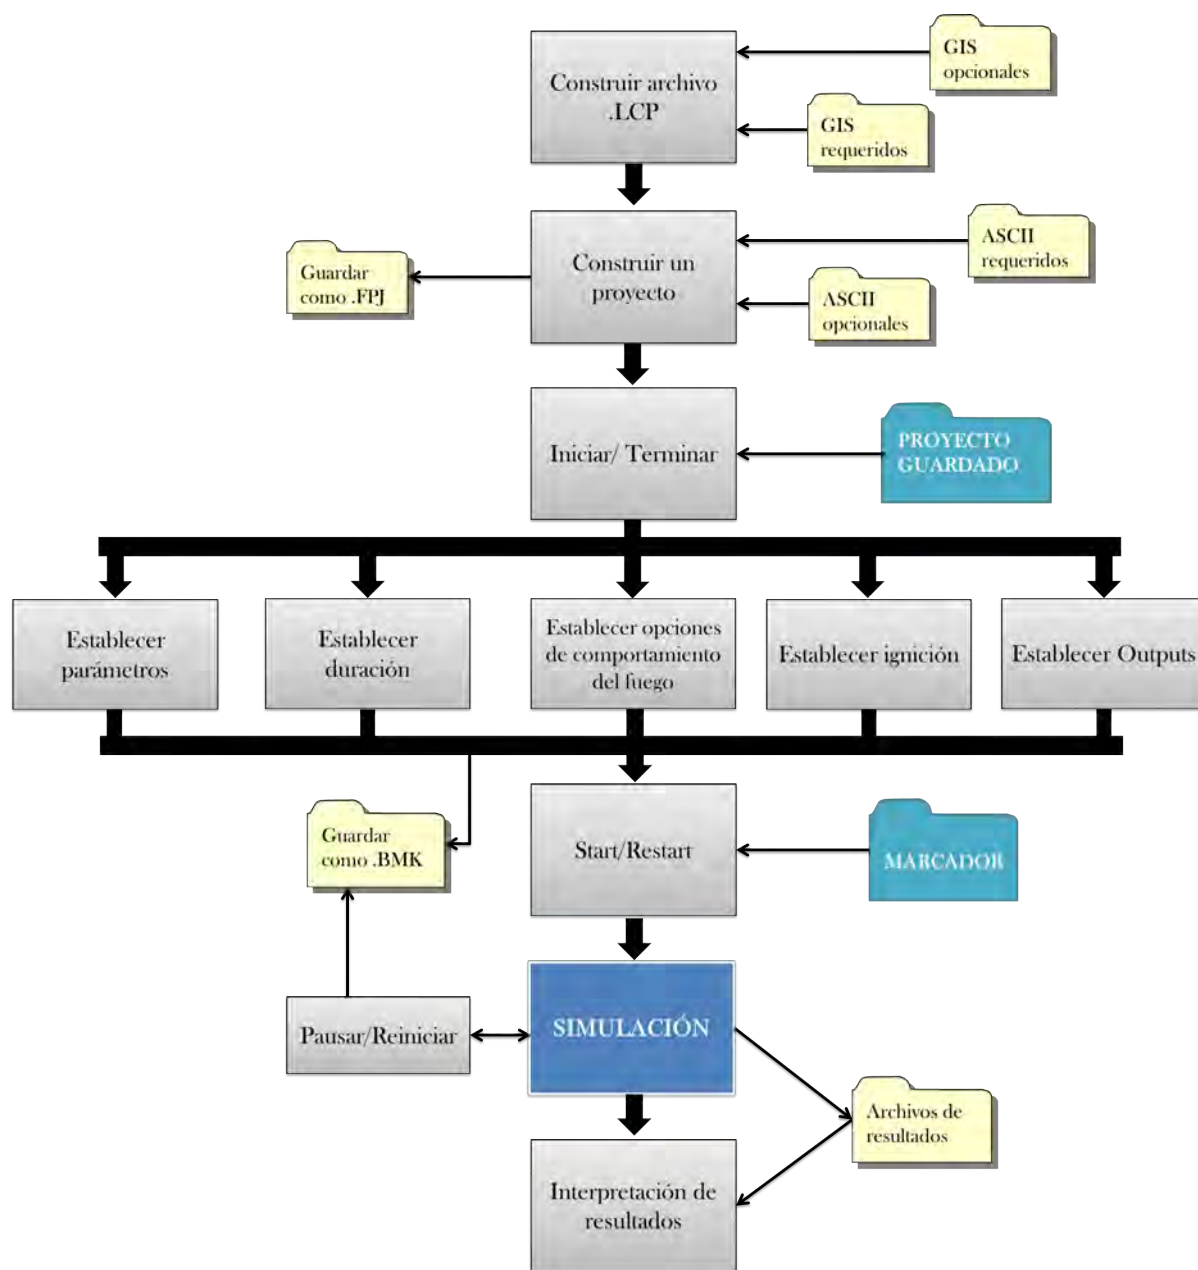 GIS
opcionales
Construir archivo
.LCP
GIS
requeridos
ASCII
requeridos
Guardar
como .FPJ
Construir un
proyecto
ASCII
opcionales
Iniciar/ Terminar
PROYECTO
GUARDADO
Establecer
parámetros
Establecer
duración
Establecer opciones
de comportamiento
del fuego
Establecer ignición
Establecer Outputs
Guardar
como .BMK
Start/Restart
MARCADOR
Pausar/Reiniciar
SIMULACIÓN
Archivos de
resultados
Interpretación de
resultados